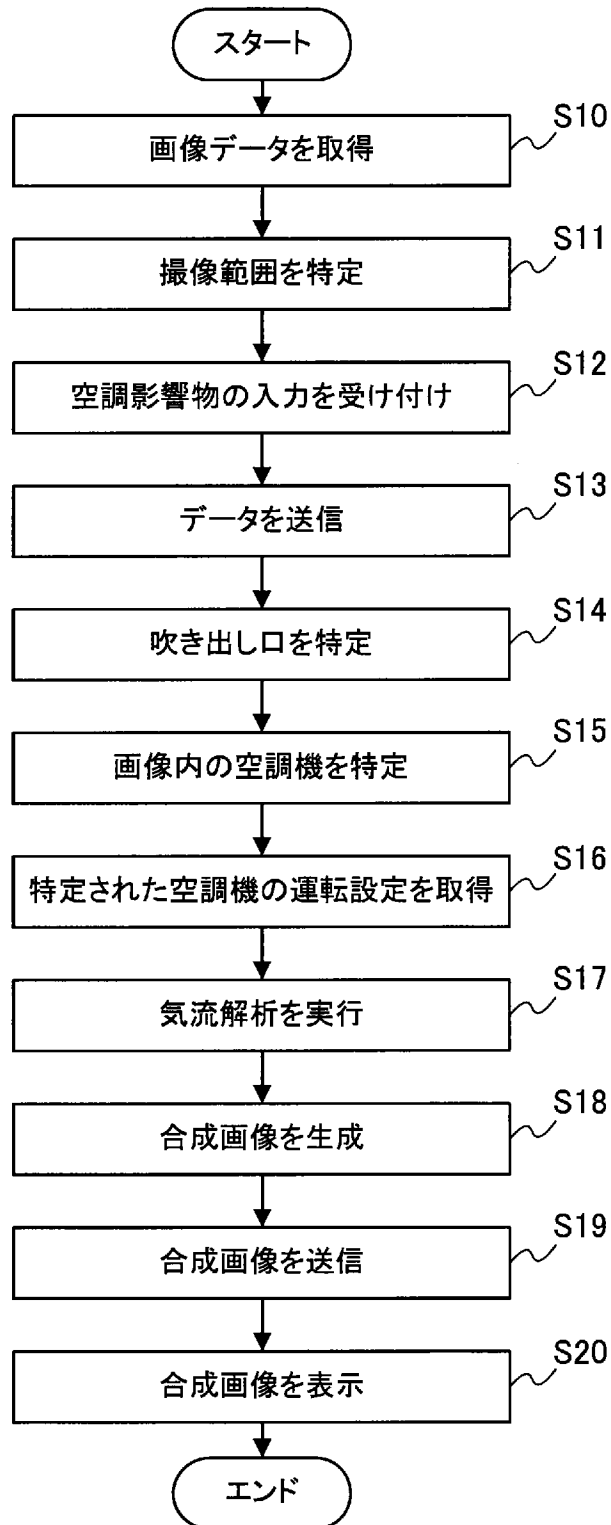 スタート
S10
画像データを取得
S11
撮像範囲を特定
S12
空調影響物の入力を受け付け
S13
データを送信
S14
吹き出し口を特定
S15
画像内の空調機を特定
S16
特定された空調機の運転設定を取得
S17
気流解析を実行
S18
合成画像を生成
S19
合成画像を送信
S20
合成画像を表示
エンド